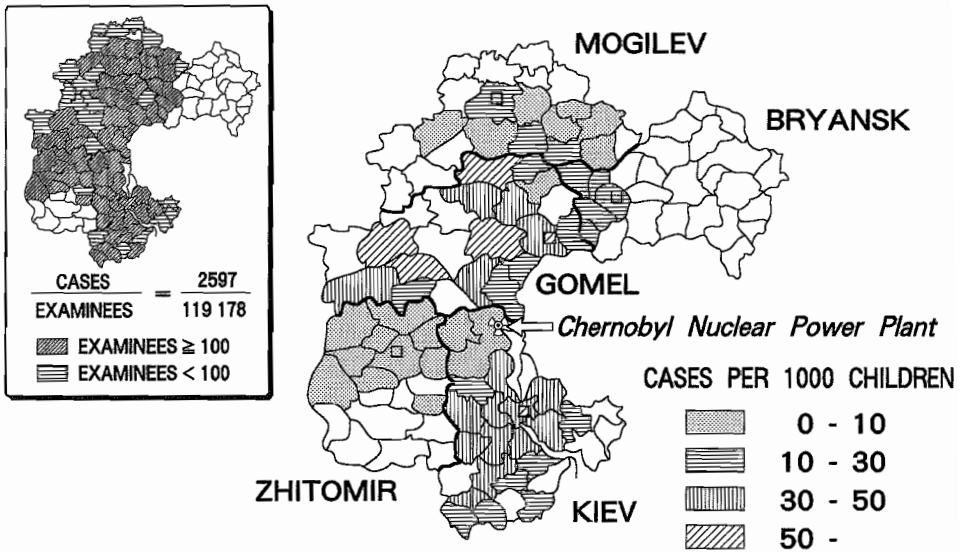 CASES
EXAMINEES
=
2597
119 178
EXAMINEES ≧ 100
EXAMINEES < 100
MOGILEV
BRYANSK
GOMEL
Chernobyl Nuclear Power Plant
ZHITOMIR
KIEV
CASES PER 1000 CHILDREN
0 - 10
10 - 30
30 - 50
50 -